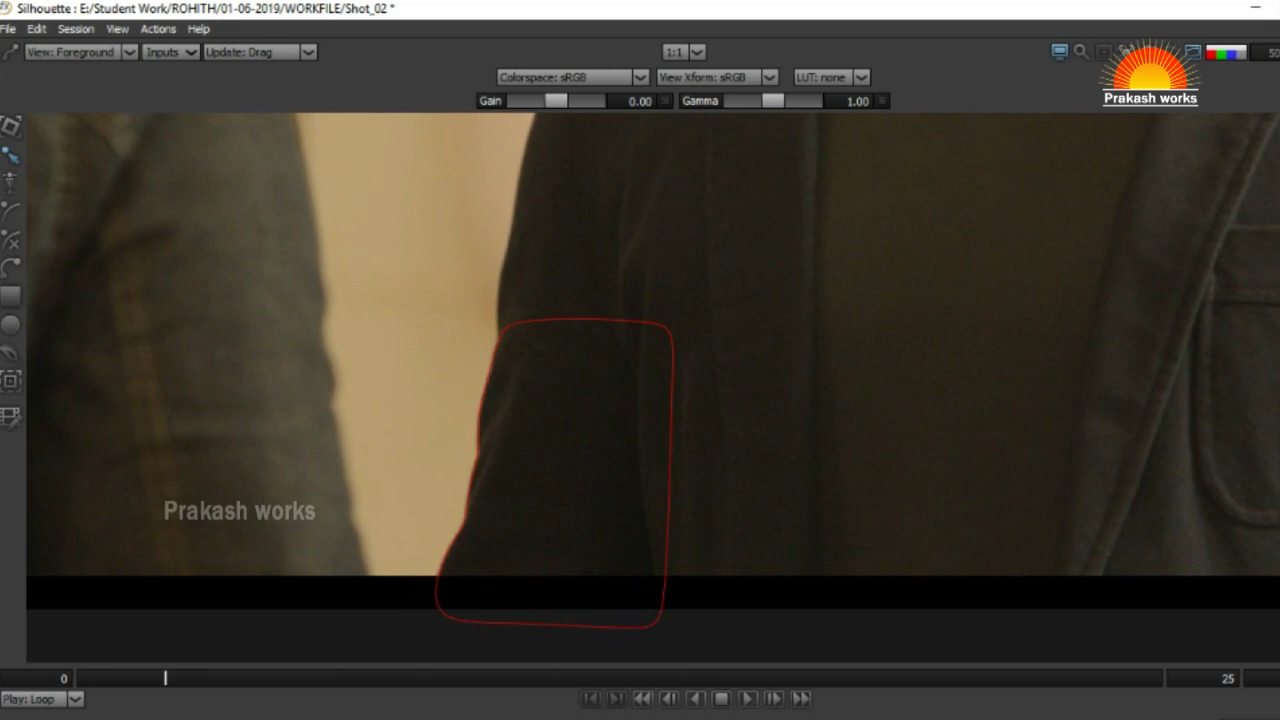 Silhouette : E:/Student Work/ROHITH/01-06-2019/WORKFILE/Shot_02 *
File Edit Session View Actions Help
View: Foreground Inputs Update: Drag 1:1 50
Colorspace: sRGB View Xform: sRGB LUT: none
Gain 0.00 Gamma 1.00
Prakash works
Prakash works
0 25
Play: Loop